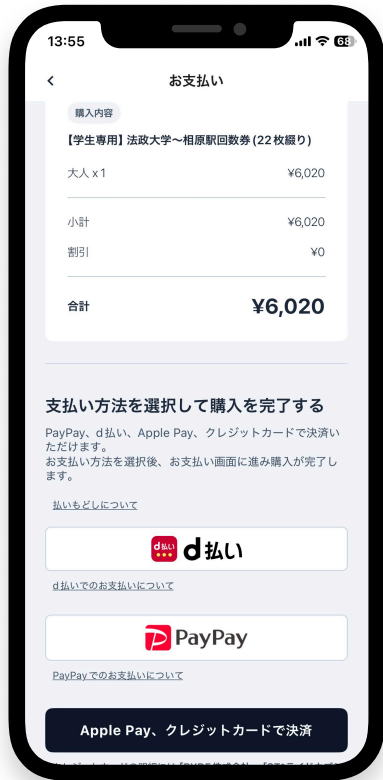 13:55
68
お支払い
購入内容
【学生専用】法政大学〜相原駅回数券(22枚綴り)
大人 x 1 ¥6,020
小計 ¥6,020
割引 ¥0
合計 ¥6,020
支払い方法を選択して購入を完了する
PayPay、d払い、Apple Pay、クレジットカードで決済い
ただけます。
お支払い方法を選択後、お支払い画面に進み購入が完了し
ます。
払いもどしについて
d払い d払い
d払いでのお支払いについて
PayPay
PayPayでのお支払いについて
Apple Pay、クレジットカードで決済